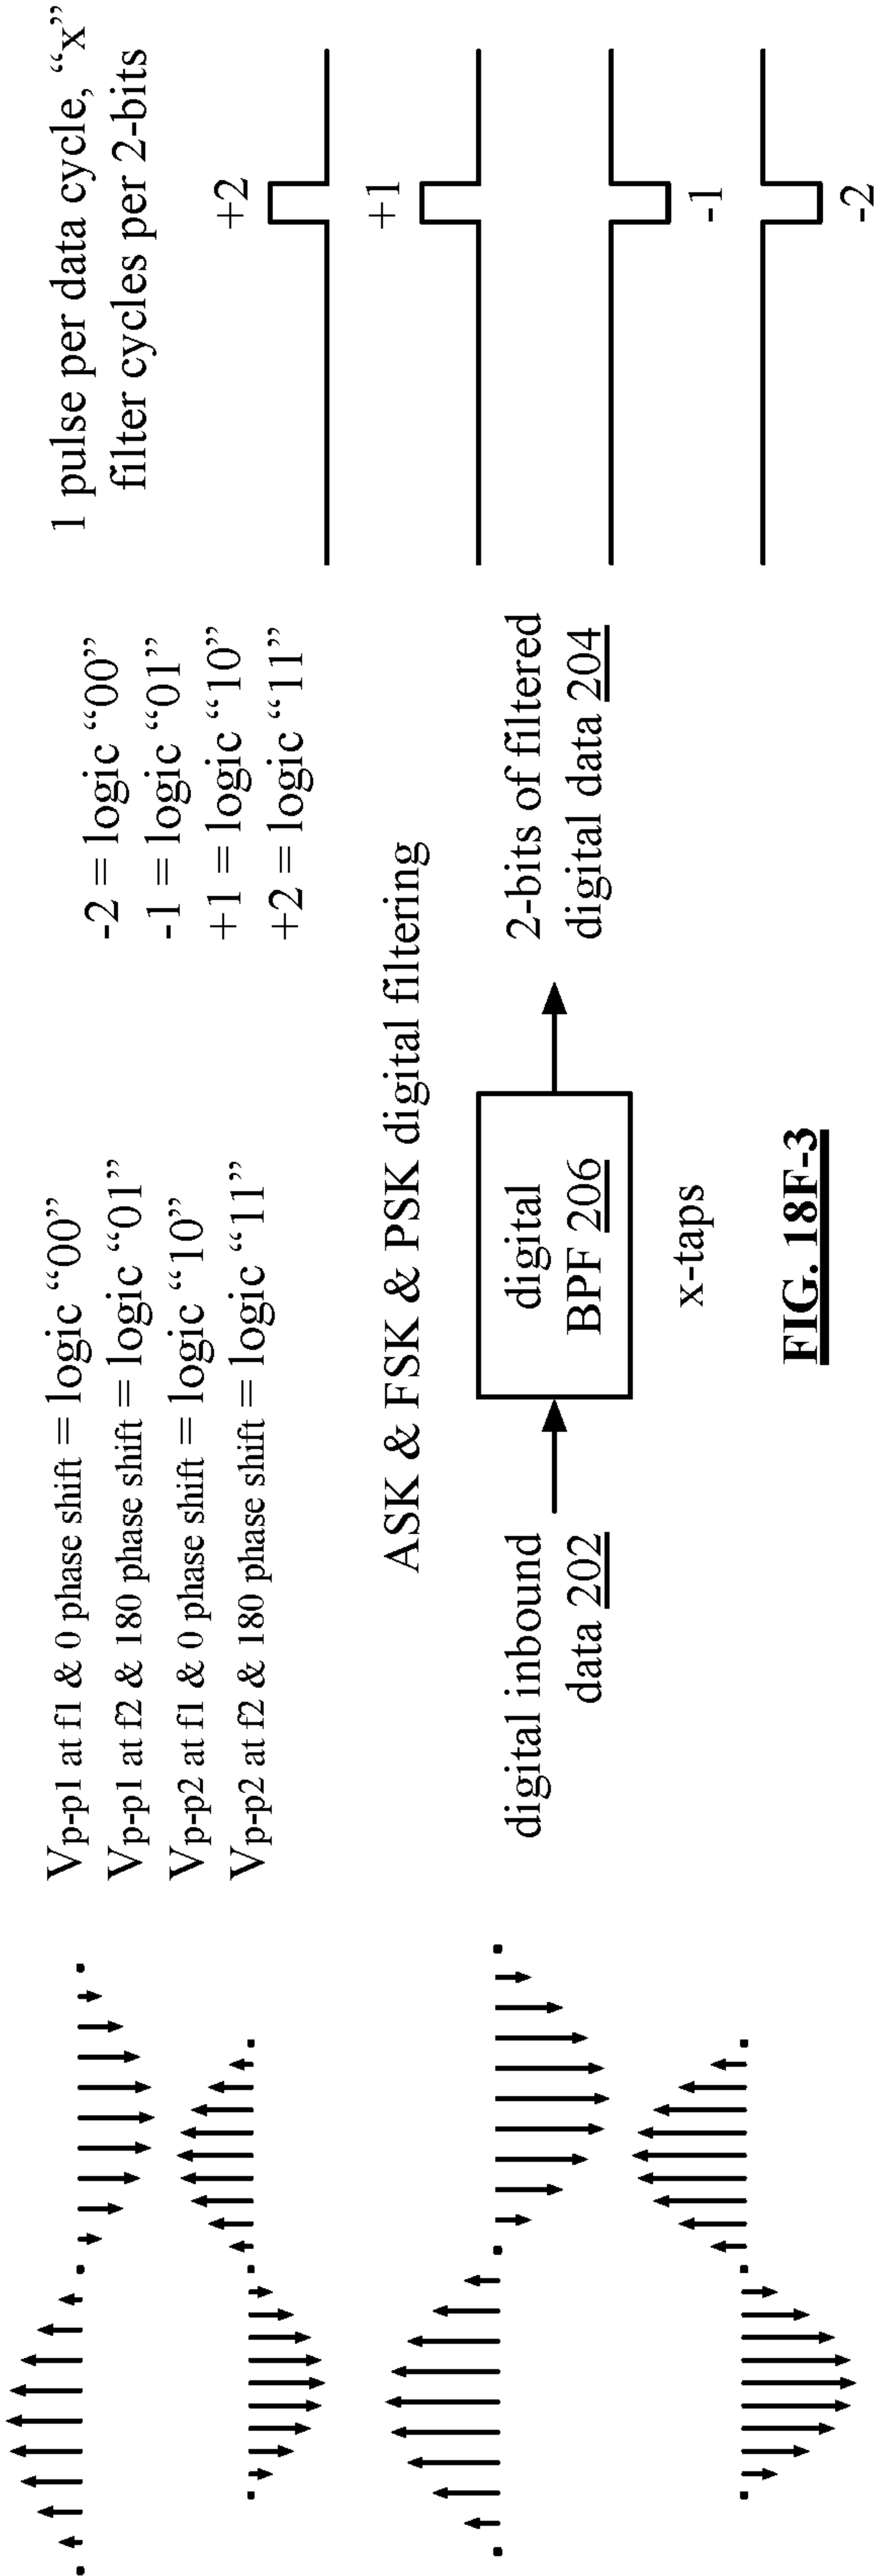 Vp-p1 at f1 & 0 phase shift = logic “00”
Vp-p1 at f2 & 180 phase shift = logic “01”
Vp-p2 at f1 & 0 phase shift = logic “10”
Vp-p2 at f2 & 180 phase shift = logic “11”
-2 = logic “00”
-1 = logic “01”
+1 = logic “10”
+2 = logic “11”
1 pulse per data cycle, “x”
filter cycles per 2-bits
+2
+1
-1
-2
ASK & FSK & PSK digital filtering
digital inbound
data 202
digital
BPF 206
x-taps
2-bits of filtered
digital data 204
FIG. 18F-3